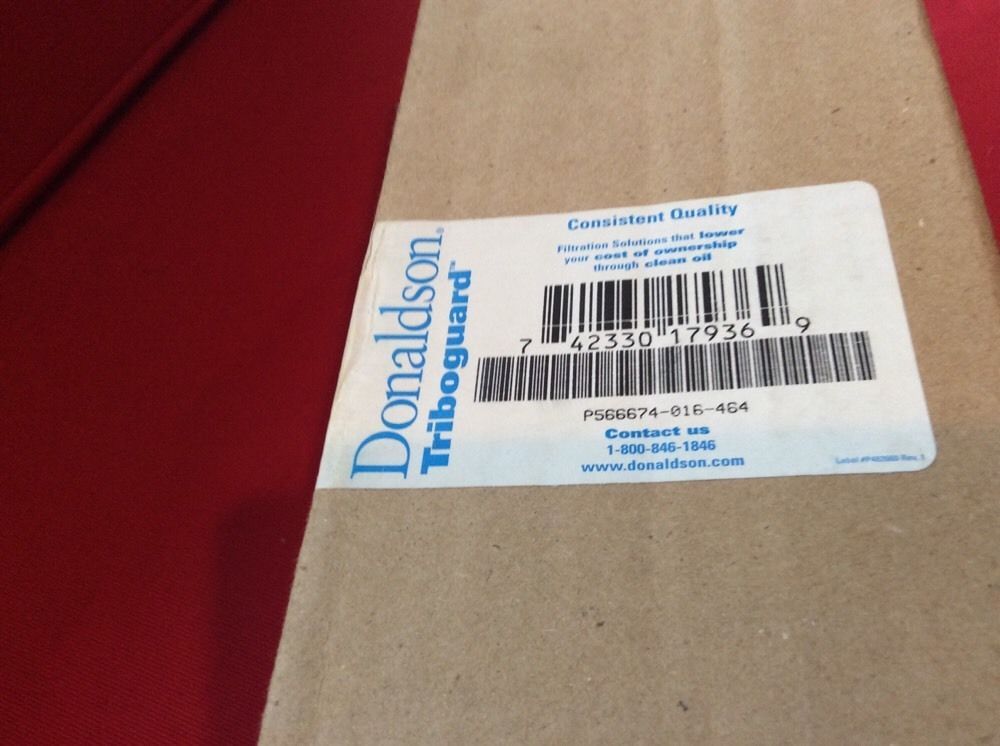 Donaldson®
Triboguard™
Consistent Quality
Filtration Solutions that lower
your cost of ownership
through clean oil
7 42330 17936 9
P566674-016-464
Contact us
1-800-846-1846
www.donaldson.com